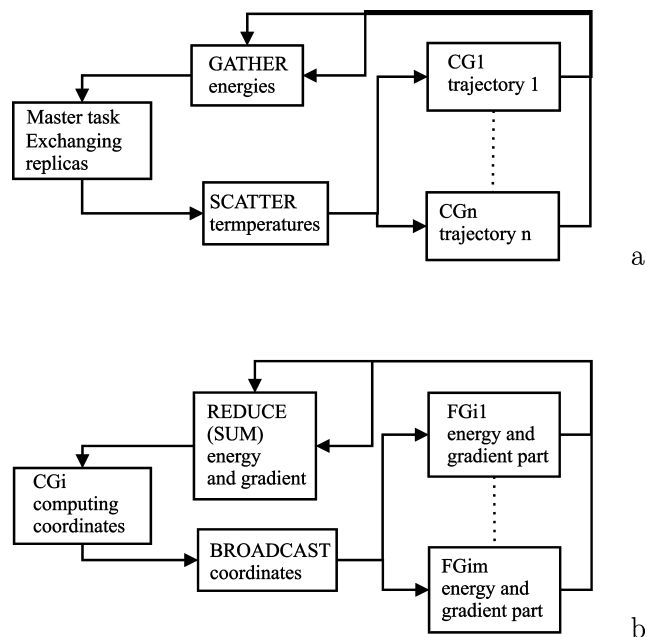 GATHER
energies
CG1
trajectory 1
Master task
Exchanging
replicas
SCATTER
termperatures
CGn
trajectory n
a
REDUCE
(SUM)
energy
and gradient
FGi1
energy and
gradient part
CGi
computing
coordinates
BROADCAST
coordinates
FGim
energy and
gradient part
b